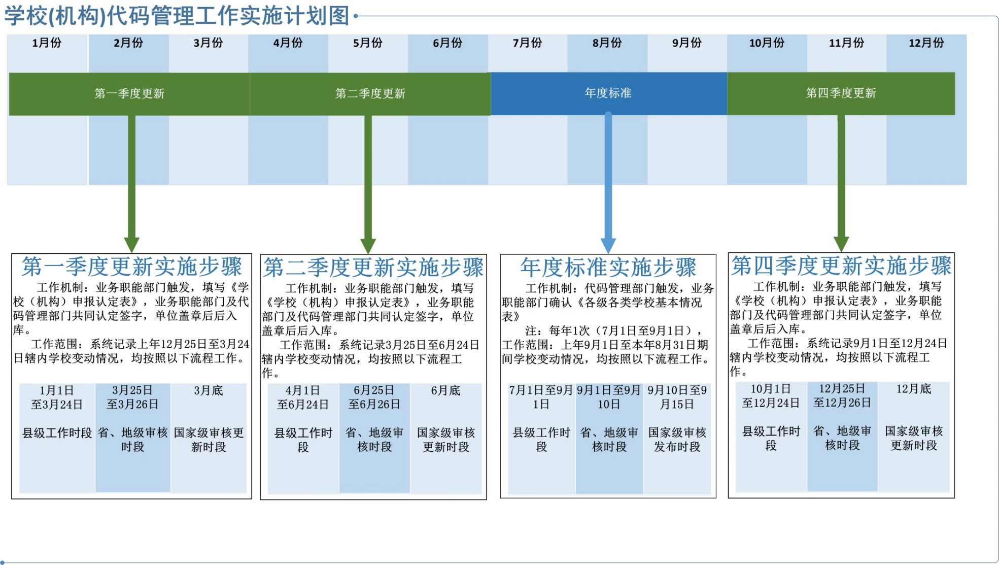 学校(机构)代码管理工作实施计划图
1月份
2月份
3月份
4月份
5月份
6月份
7月份
8月份
9月份
10月份
11月份
12月份
第一季度更新
第二季度更新
年度标准
第四季度更新
第一季度更新实施步骤
工作机制：业务职能部门触发，填写《学
校（机构）申报认定表》，业务职能部门及代
码管理部门共同认定签字，单位盖章后后入
库。
工作范围：系统记录上年12月25日至3月24
日辖内学校变动情况，均按照以下流程工作。
1月1日
至3月24日
县级工作时段
3月25日
至3月26日
省、地级审核
时段
3月底
国家级审核更
新时段
第二季度更新实施步骤
工作机制：业务职能部门触发，填写
《学校（机构）申报认定表》，业务职能
部门及代码管理部门共同认定签字，单位
盖章后后入库。
工作范围：系统记录3月25日至6月24日
辖内学校变动情况，均按照以下流程工
作。
4月1日
至6月24日
县级工作时
段
6月25日
至6月26日
省、地级审
核时段
6月底
国家级审核
更新时段
年度标准实施步骤
工作机制：代码管理部门触发，业务
职能部门确认《各级各类学校基本情况
表》
注：每年1次（7月1日至9月1日），
工作范围：上年9月1日至本年8月31日期
间学校变动情况，均按照以下流程工作。
7月1日至9月
1日
县级工作时
段
9月1日至9月
10日
省、地级审
核时段
9月10日至9
月15日
国家级审核
发布时段
第四季度更新实施步骤
工作机制：业务职能部门触发，填写
《学校（机构）申报认定表》，业务职能
部门及代码管理部门共同认定签字，单位
盖章后后入库。
工作范围：系统记录9月1日至12月24日
辖内学校变动情况，均按照以下流程工
作。
10月1日
至12月24日
县级工作时
段
12月25日
至12月26日
省、地级审
核时段
12月底
国家级审核
更新时段